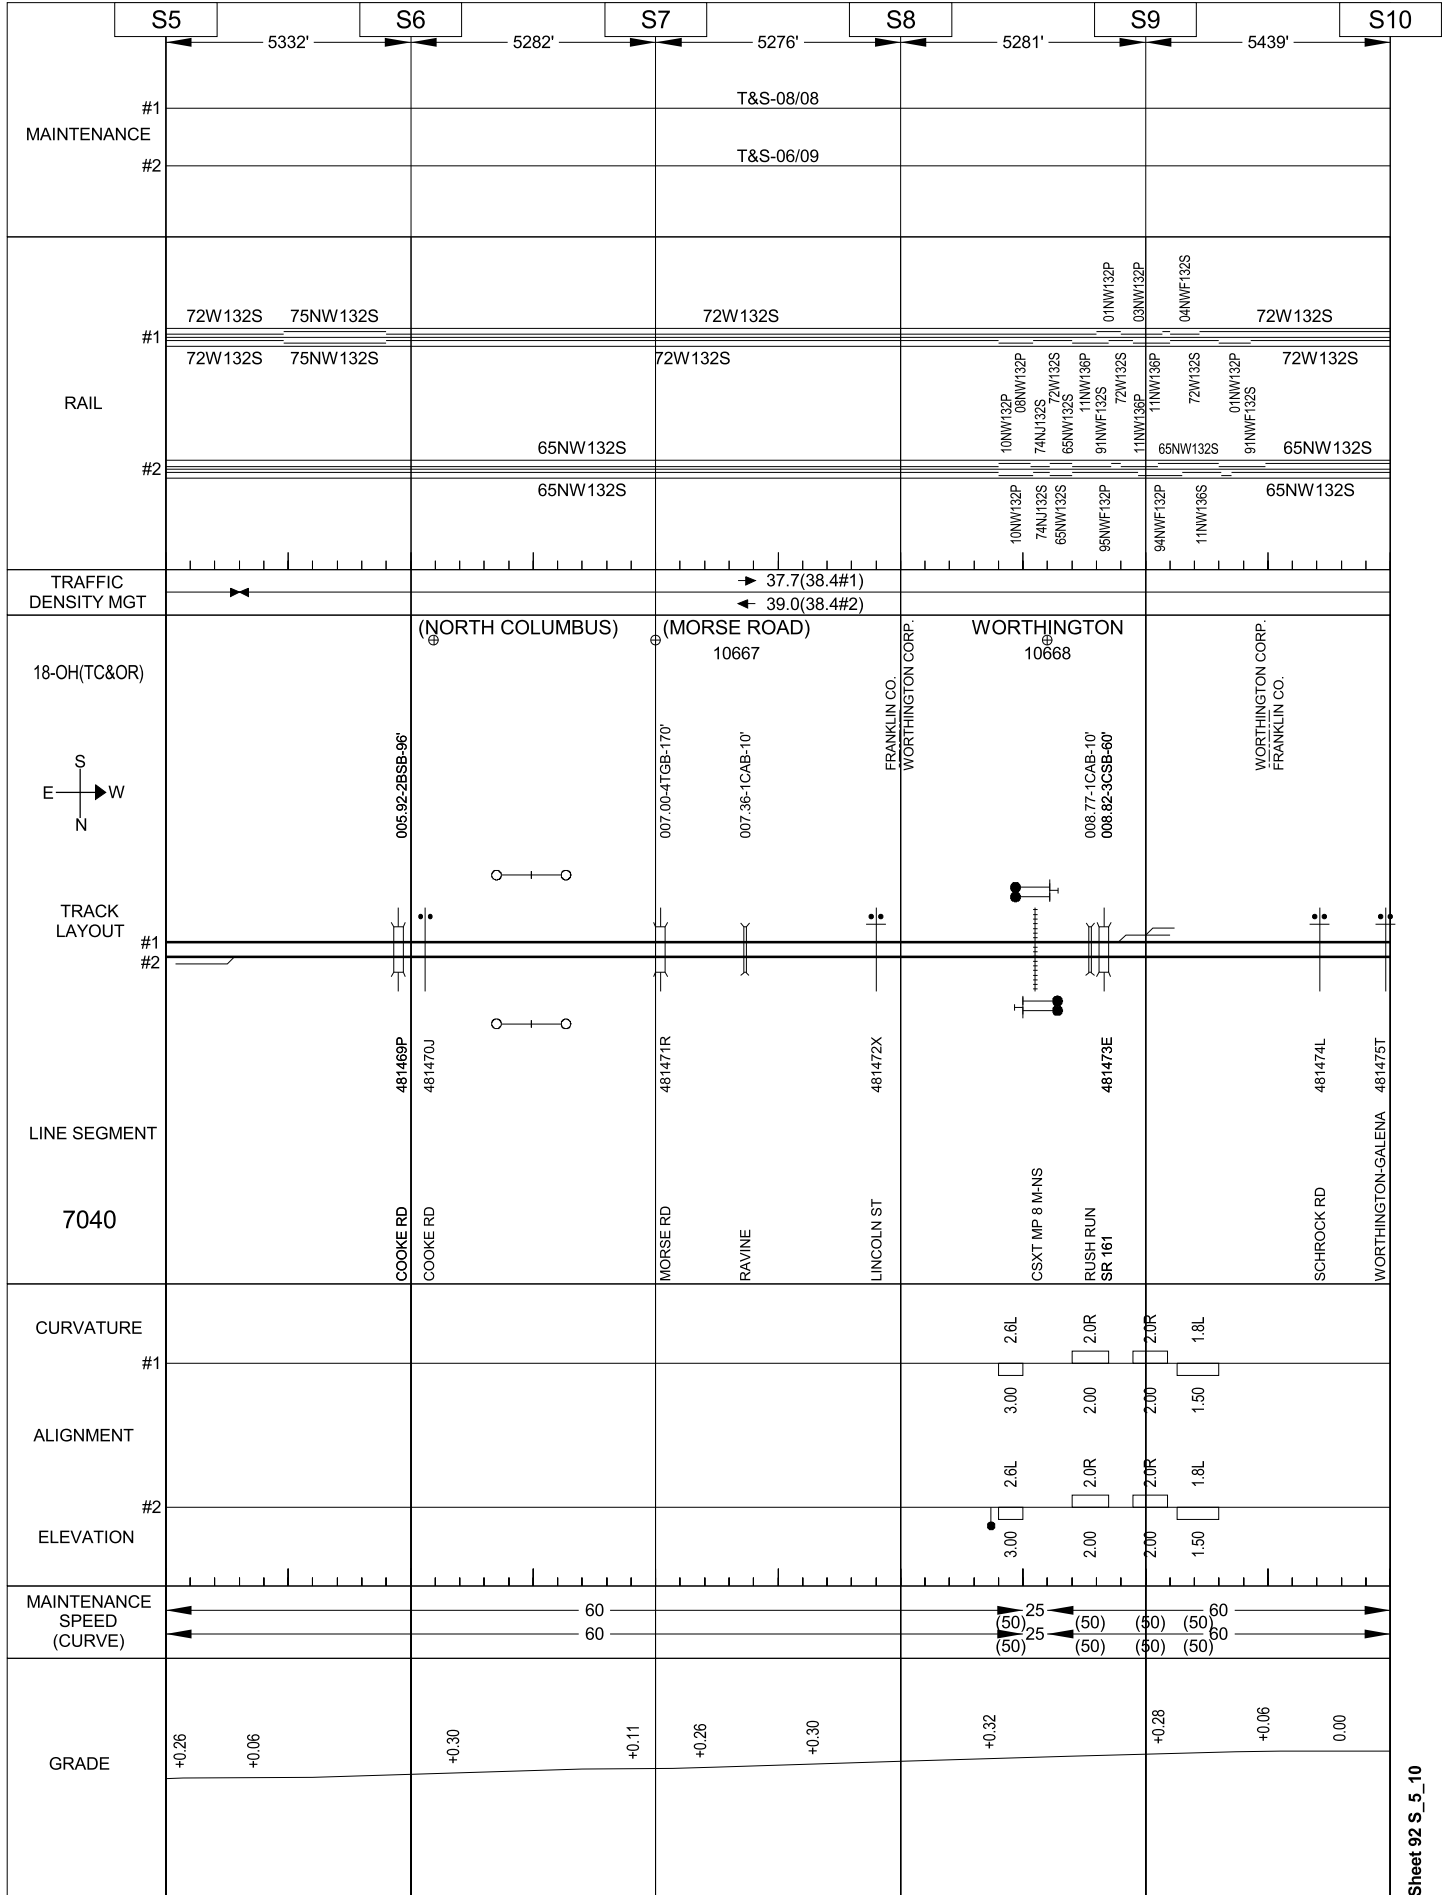 S5 S6 S7 S8 S9 S10
5332' 5282' 5276' 5281' 5439'
T&S-08/08
#1
MAINTENANCE
T&S-06/09
#2
01NW132P 03NW132P 04NWF132S
72W132S 75NW132S 72W132S 72W132S
#1
72W132S 75NW132S 72W132S 72W132S
10NW132P 08NW132P 74NJ132S 72W132S 65NW132S 11NW136P 91NWF132S 72W132S 11NW136P 11NW136P 72W132S 01NW132P 91NWF132S
RAIL
65NW132S 65NW132S 65NW132S
#2
65NW132S 65NW132S
10NW132P 74NJ132S 65NW132S 95NWF132P 94NWF132P 11NW136S
TRAFFIC
DENSITY MGT
37.7(38.4#1)
39.0(38.4#2)
(NORTH COLUMBUS) (MORSE ROAD) WORTHINGTON
10667 10668
18-OH(TC&OR)
FRANKLIN CO.
WORTHINGTON CORP.
WORTHINGTON CORP.
FRANKLIN CO.
S
E W
N
005.92-2BSB-96' 007.00-4TGB-170' 007.36-1CAB-10' 008.77-1CAB-10' 008.82-3CSB-60'
TRACK
LAYOUT
#1
#2
481469P 481470J 481471R 481472X 481473E 481474L 481475T
LINE SEGMENT
7040
COOKE RD
COOKE RD
MORSE RD
RAVINE
LINCOLN ST
CSXT MP 8 M-NS
RUSH RUN
SR 161
SCHROCK RD
WORTHINGTON-GALENA
CURVATURE
2.6L 2.0R 2.0R 1.8L
#1
3.00 2.00 2.00 1.50
ALIGNMENT
2.6L 2.0R 2.0R 1.8L
#2
ELEVATION
3.00 2.00 2.00 1.50
MAINTENANCE
SPEED
(CURVE)
60 25 60
(50) (50) (50) (50)
60 25 60
(50) (50) (50) (50)
GRADE
+0.26 +0.06 +0.30 +0.11 +0.26 +0.30 +0.32 +0.28 +0.06 0.00
Sheet 92 S_5_10